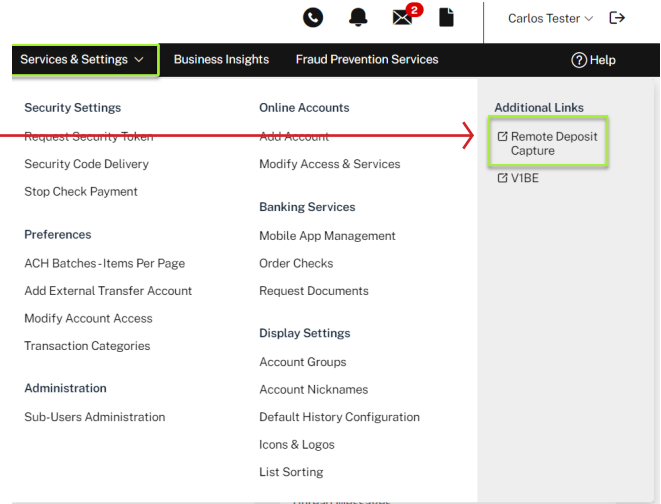 2
Carlos Tester
Services & Settings
Business Insights
Fraud Prevention Services
Help
Security Settings
Request Security Token
Security Code Delivery
Stop Check Payment
Preferences
ACH Batches - Items Per Page
Add External Transfer Account
Modify Account Access
Transaction Categories
Administration
Sub-Users Administration
Online Accounts
Add Account
Modify Access & Services
Banking Services
Mobile App Management
Order Checks
Request Documents
Display Settings
Account Groups
Account Nicknames
Default History Configuration
Icons & Logos
List Sorting
Additional Links
Remote Deposit
Capture
V1BE